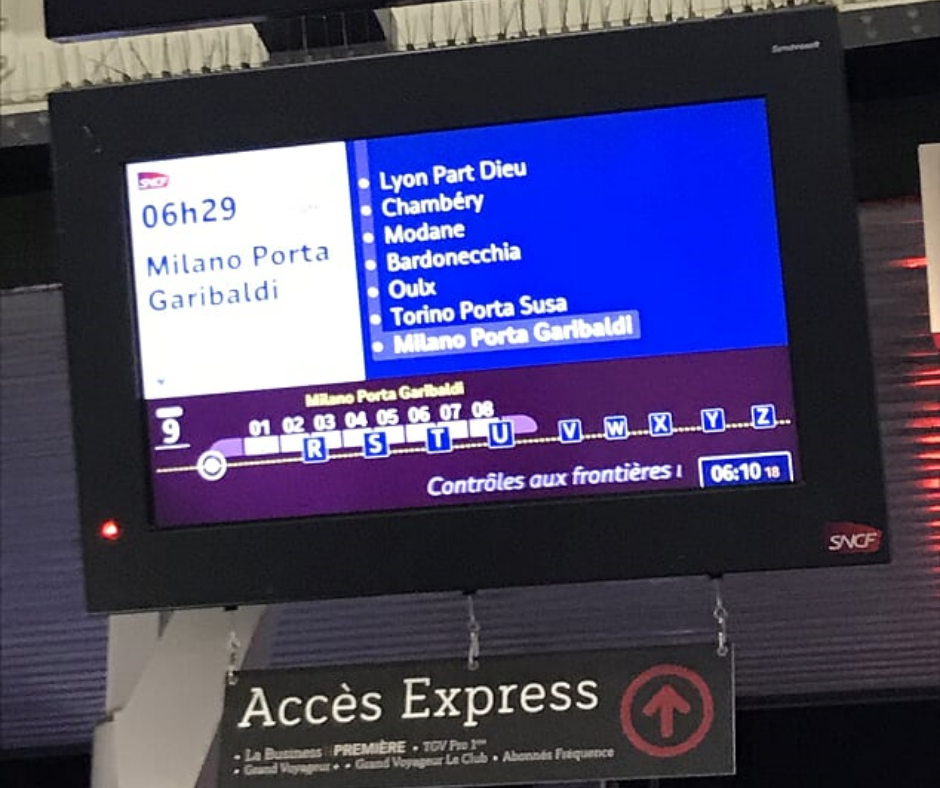 SNCF
06h29
Milano Porta
Garibaldi
Lyon Part Dieu
Chambéry
Modane
Bardonecchia
Oulx
Torino Porta Susa
Milano Porta Garibaldi
Milano Porta Garibaldi
9
01 02 03 04 05 06 07 08
R S T U V W X Y Z
Contrôles aux frontières
06:10 18
SNCF
Accès Express
• La Business PREMIÈRE • TGV Pro 1ère
• Grand Voyageur + • Grand Voyageur Le Club • Abonnés Fréquence